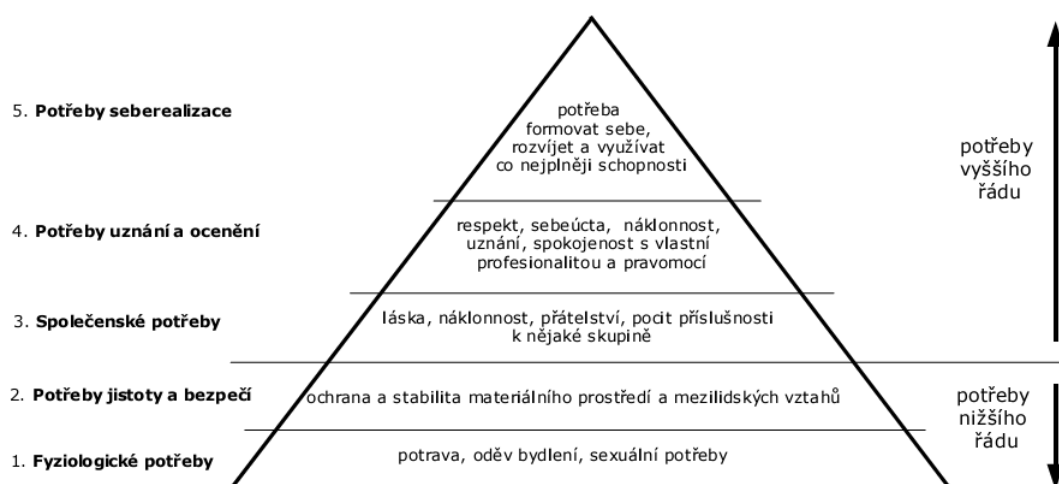 5. Potřeby seberealizace
potřeba
formovat sebe,
rozvíjet a využívat
co nejplněji schopnosti
potřeby
vyššího
řádu
4. Potřeby uznání a ocenění
respekt, sebeúcta, náklonnost,
uznání, spokojenost s vlastní
profesionalitou a pravomocí
3. Společenské potřeby
láska, náklonnost, přátelství, pocit příslušnosti
k nějaké skupině
2. Potřeby jistoty a bezpečí
ochrana a stabilita materiálního prostředí a mezilidských vztahů
potřeby
nižšího
řádu
1. Fyziologické potřeby
potrava, oděv bydlení, sexuální potřeby